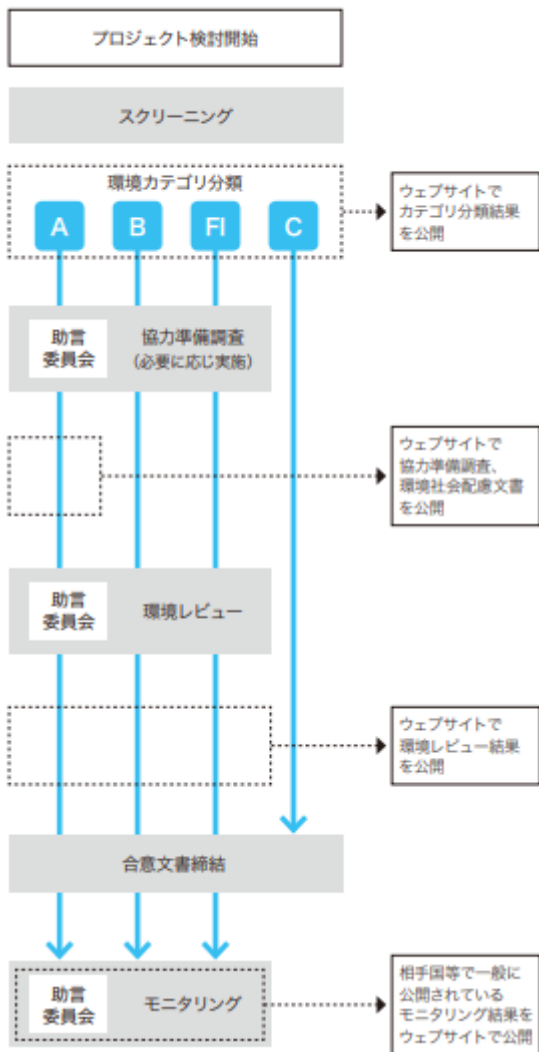 プロジェクト検討開始
スクリーニング
環境カテゴリ分類
A
B
FI
C
ウェブサイトで
カテゴリ分類結果
を公開
助言
委員会
協力準備調査
(必要に応じ実施)
ウェブサイトで
協力準備調査、
環境社会配慮文書
を公開
助言
委員会
環境レビュー
ウェブサイトで
環境レビュー結果
を公開
合意文書締結
助言
委員会
モニタリング
相手国等で一般に
公開されている
モニタリング結果を
ウェブサイトで公開